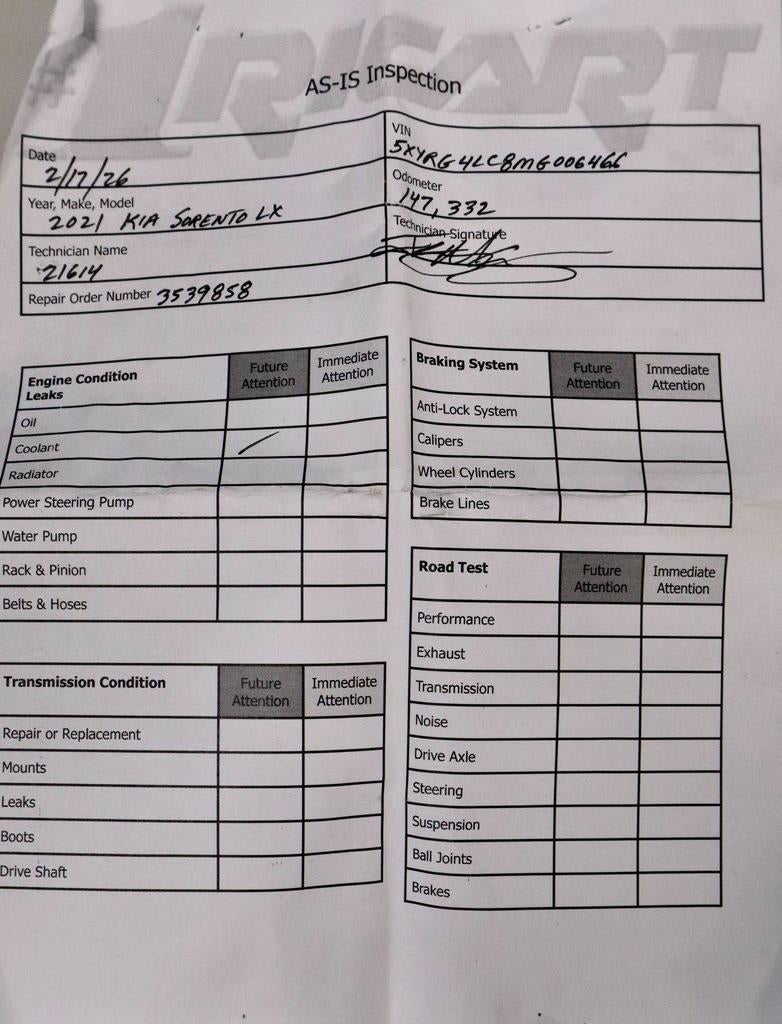 #1 RICART
AS-IS Inspection
Date
2/17/26
VIN
5XYRG4LC8MG006466
Year, Make, Model
2021 KIA SORENTO LX
Odometer
147,332
Technician Name
21614
Technician Signature
Repair Order Number 3539858
Engine Condition
Leaks
Future
Attention
Immediate
Attention
Oil
Coolant
Radiator
Power Steering Pump
Water Pump
Rack & Pinion
Belts & Hoses
Transmission Condition
Future
Attention
Immediate
Attention
Repair or Replacement
Mounts
Leaks
Boots
Drive Shaft
Braking System
Future
Attention
Immediate
Attention
Anti-Lock System
Calipers
Wheel Cylinders
Brake Lines
Road Test
Future
Attention
Immediate
Attention
Performance
Exhaust
Transmission
Noise
Drive Axle
Steering
Suspension
Ball Joints
Brakes